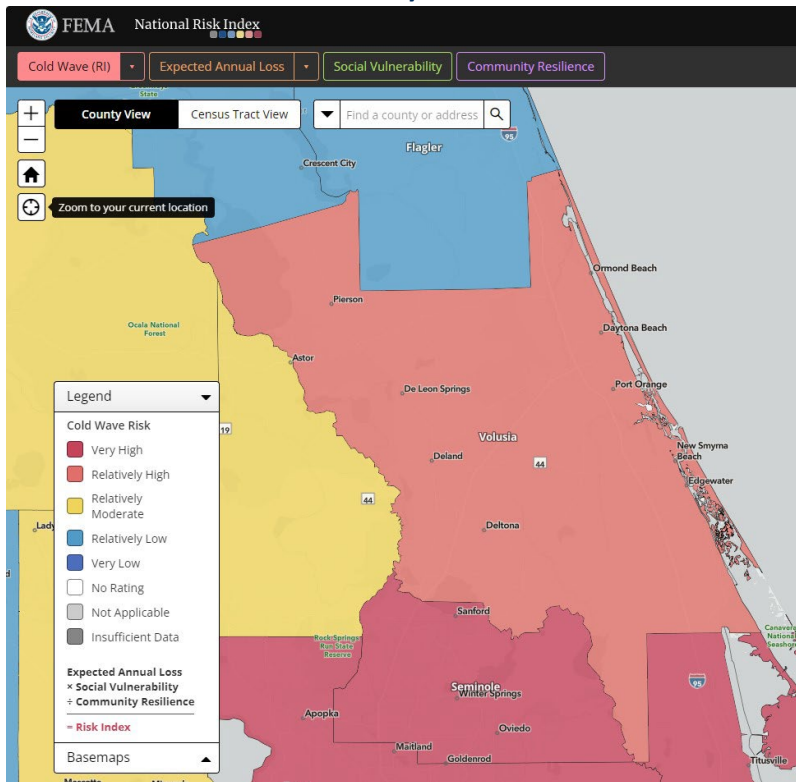 FEMA National Risk Index
Cold Wave (RI)
Expected Annual Loss
Social Vulnerability
Community Resilience
State
County View
Census Tract View
Find a county or address
95
Flagler
Crescent City
Zoom to your current location
Ormond Beach
Pierson
Ocala National
Forest
Daytona Beach
Astor
Port Orange
De Leon Springs
19
Volusia
New Smyrna
Beach
Deland
44
Edgewater
44
Deltona
Lady
Legend
Cold Wave Risk
Very High
Relatively High
Relatively
Moderate
Relatively Low
Very Low
No Rating
Not Applicable
Insufficient Data
Expected Annual Loss
× Social Vulnerability
÷ Community Resilience
= Risk Index
Basemaps
Sanford
Canavera
National
Seashore
Rock Springs
Run State
Reserve
Seminole
Winter Springs
95
Apopka
Oviedo
Maitland
Goldenrod
Titusville